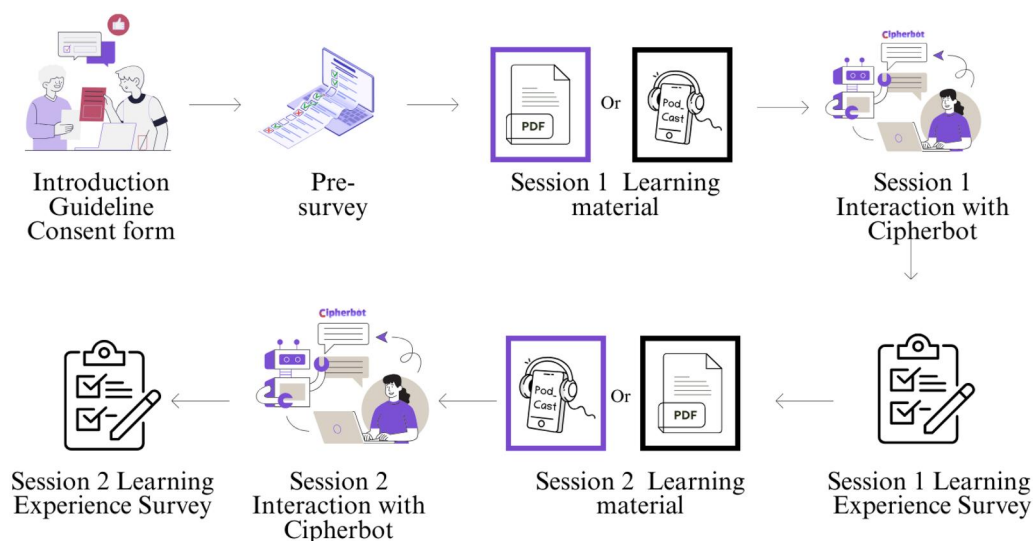 Cipherbot
PDF
Or
Pod_
Cast
Introduction
Guideline
Consent form
Pre-
survey
Session 1 Learning
material
Session 1
Interaction with
Cipherbot
Cipherbot
Pod_
Cast
Or
PDF
Session 2 Learning
Experience Survey
Session 2
Interaction with
Cipherbot
Session 2 Learning
material
Session 1 Learning
Experience Survey